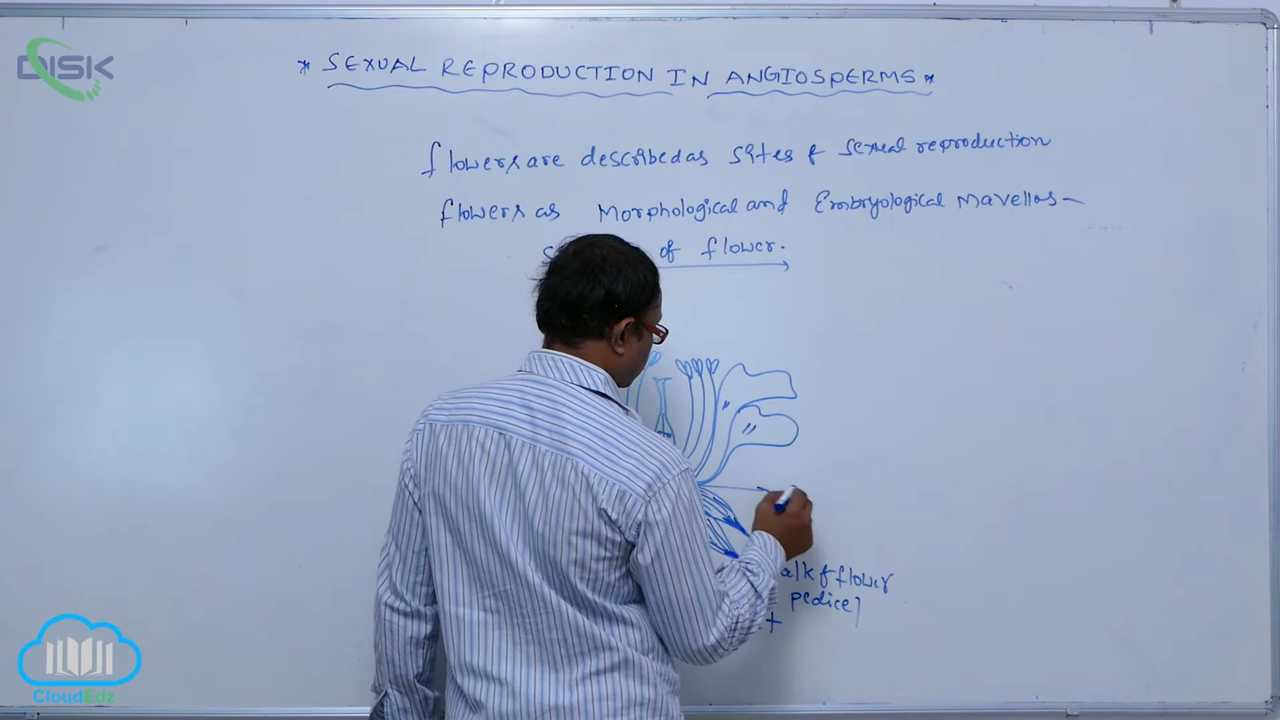 DISK
* SEXUAL REPRODUCTION IN ANGIOSPERMS *
flowers are described as sites of sexual reproduction
flowers as Morphological and Embryological Mavellos -
of flower.
alk of flower
pedicel
+
CloudEdz